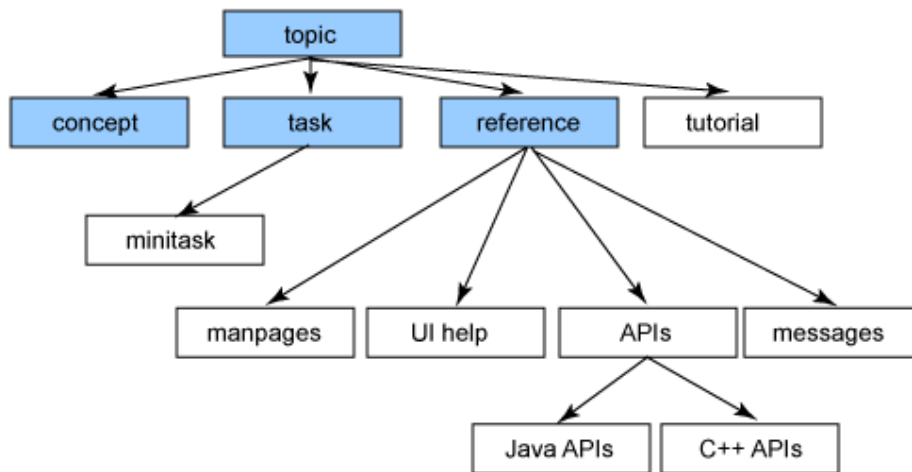 topic
concept
task
reference
tutorial
minitask
manpages
UI help
APIs
messages
Java APIs
C++ APIs